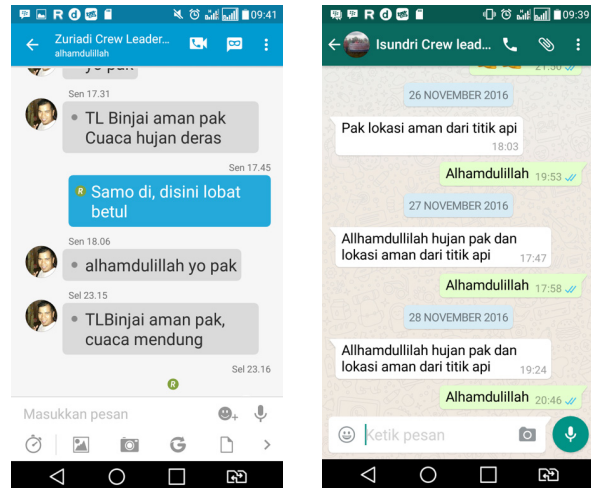 09:41
Zuriadi Crew Leader...
alhamdulillah
yo pak
Sen 17.31
TL Binjai aman pak
Cuaca hujan deras
Sen 17.45
R Samo di, disini lobat
betul
Sen 18.06
alhamdulillah yo pak
Sel 23.15
TLBinjai aman pak,
cuaca mendung
Sel 23.16
R
Masukkan pesan
G
09:39
Isundri Crew lead...
21:50
26 NOVEMBER 2016
Pak lokasi aman dari titik api
18:03
Alhamdulillah 19:53
27 NOVEMBER 2016
Allhamdullilah hujan pak dan
lokasi aman dari titik api 17:47
Alhamdulillah 17:58
28 NOVEMBER 2016
Allhamdullilah hujan pak dan
lokasi aman dari titik api 19:24
Alhamdulillah 20:46
Ketik pesan